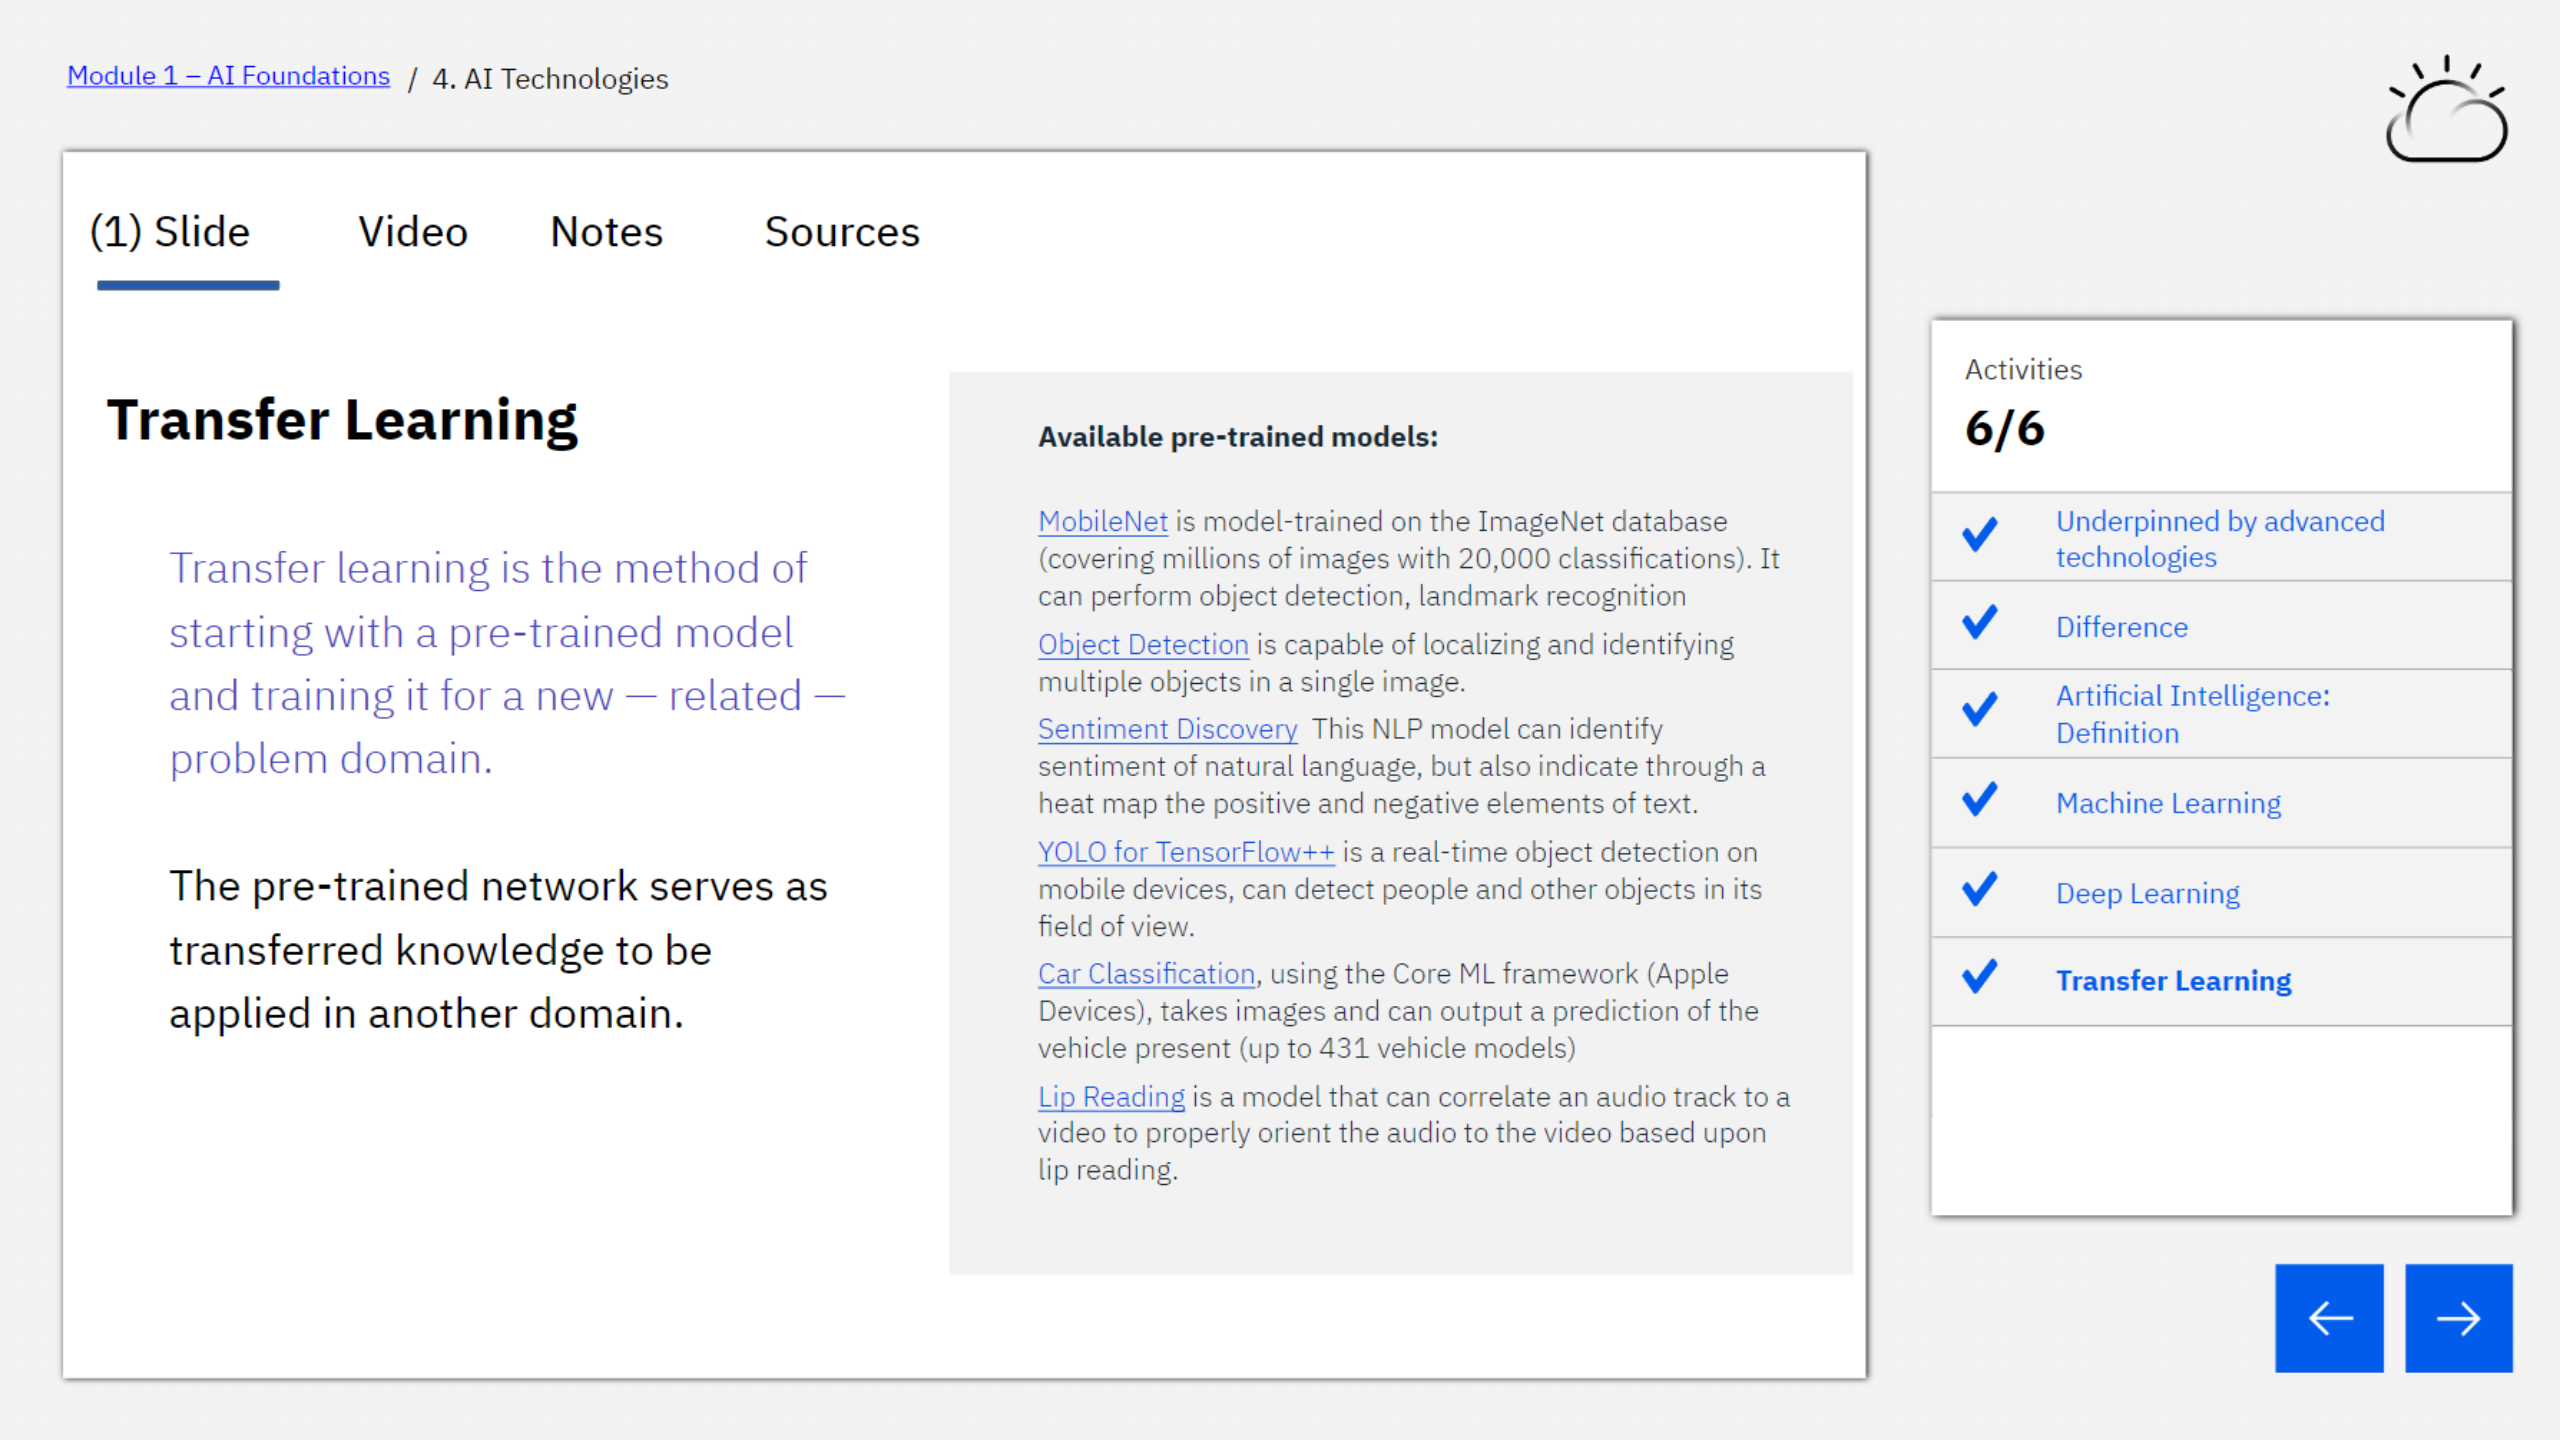 Module 1 – AI Foundations / 4. AI Technologies
(1) Slide Video Notes Sources
Transfer Learning
Transfer learning is the method of
starting with a pre-trained model
and training it for a new — related —
problem domain.
The pre-trained network serves as
transferred knowledge to be
applied in another domain.
Available pre-trained models:
MobileNet is model-trained on the ImageNet database
(covering millions of images with 20,000 classifications). It
can perform object detection, landmark recognition
Object Detection is capable of localizing and identifying
multiple objects in a single image.
Sentiment Discovery This NLP model can identify
sentiment of natural language, but also indicate through a
heat map the positive and negative elements of text.
YOLO for TensorFlow++ is a real-time object detection on
mobile devices, can detect people and other objects in its
field of view.
Car Classification, using the Core ML framework (Apple
Devices), takes images and can output a prediction of the
vehicle present (up to 431 vehicle models)
Lip Reading is a model that can correlate an audio track to a
video to properly orient the audio to the video based upon
lip reading.
Activities
6/6
Underpinned by advanced
technologies
Difference
Artificial Intelligence:
Definition
Machine Learning
Deep Learning
Transfer Learning